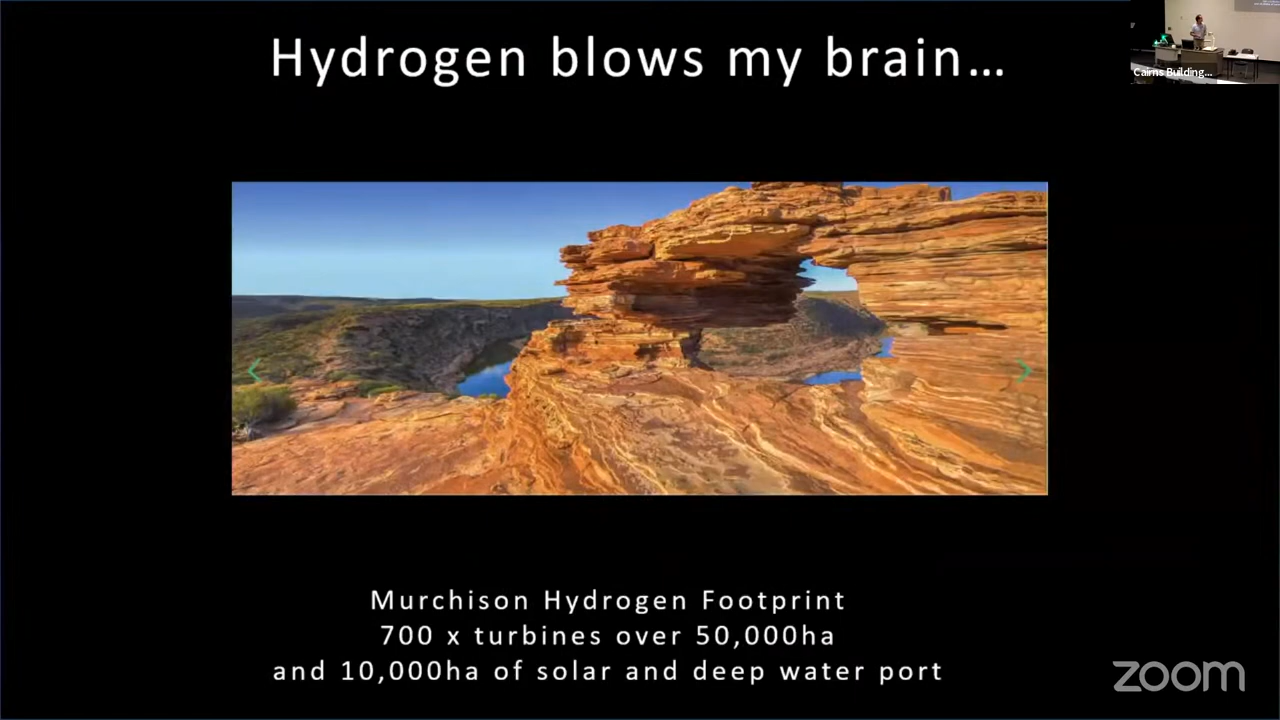 Hydrogen blows my brain…
Cairns Building...
Murchison Hydrogen Footprint
700 x turbines over 50,000ha
and 10,000ha of solar and deep water port
zoom